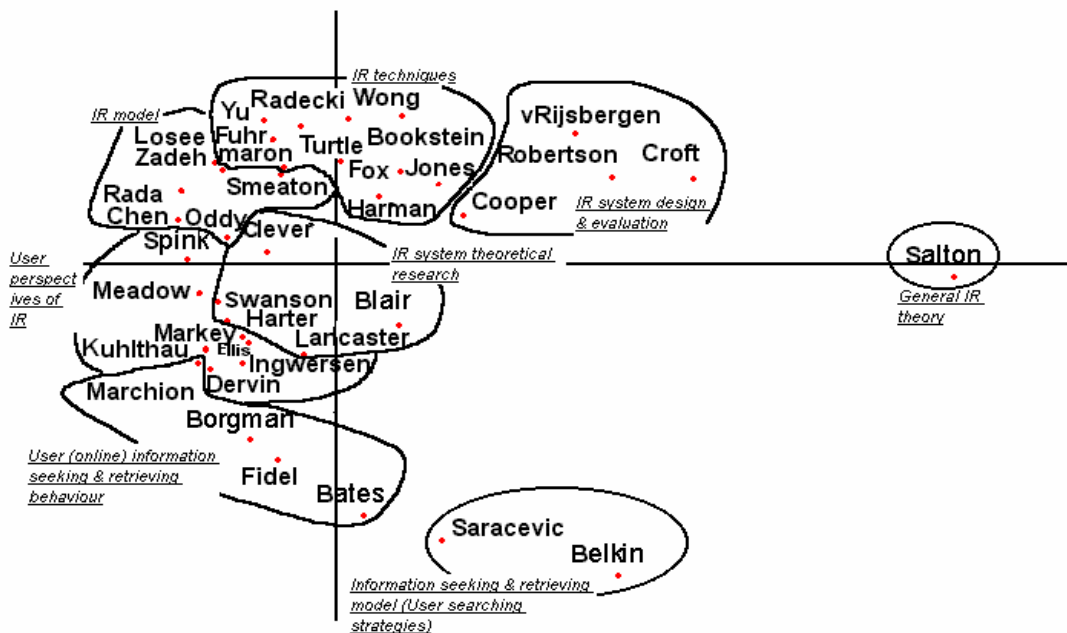 IR techniques
Radecki Wong
Yu
IR model
vRijsbergen
Losee Fuhr Turtle Bookstein
Zadeh maron
Robertson Croft
Fox Jones
Smeaton
Rada
Harman
Cooper
IR system design
& evaluation
Chen Oddy
Clever
Spink
IR system theoretical
research
Salton
User
perspect
ives of
IR
Meadow
General IR
theory
Swanson
Blair
Harter
Markey
Lancaster
Kuhlthau
Ellis
Ingwersen
Marchion
Dervin
Borgman
User (online) information
seeking & retrieving
behaviour
Fidel
Bates
Saracevic
Belkin
Information seeking & retrieving
model (User searching
strategies)